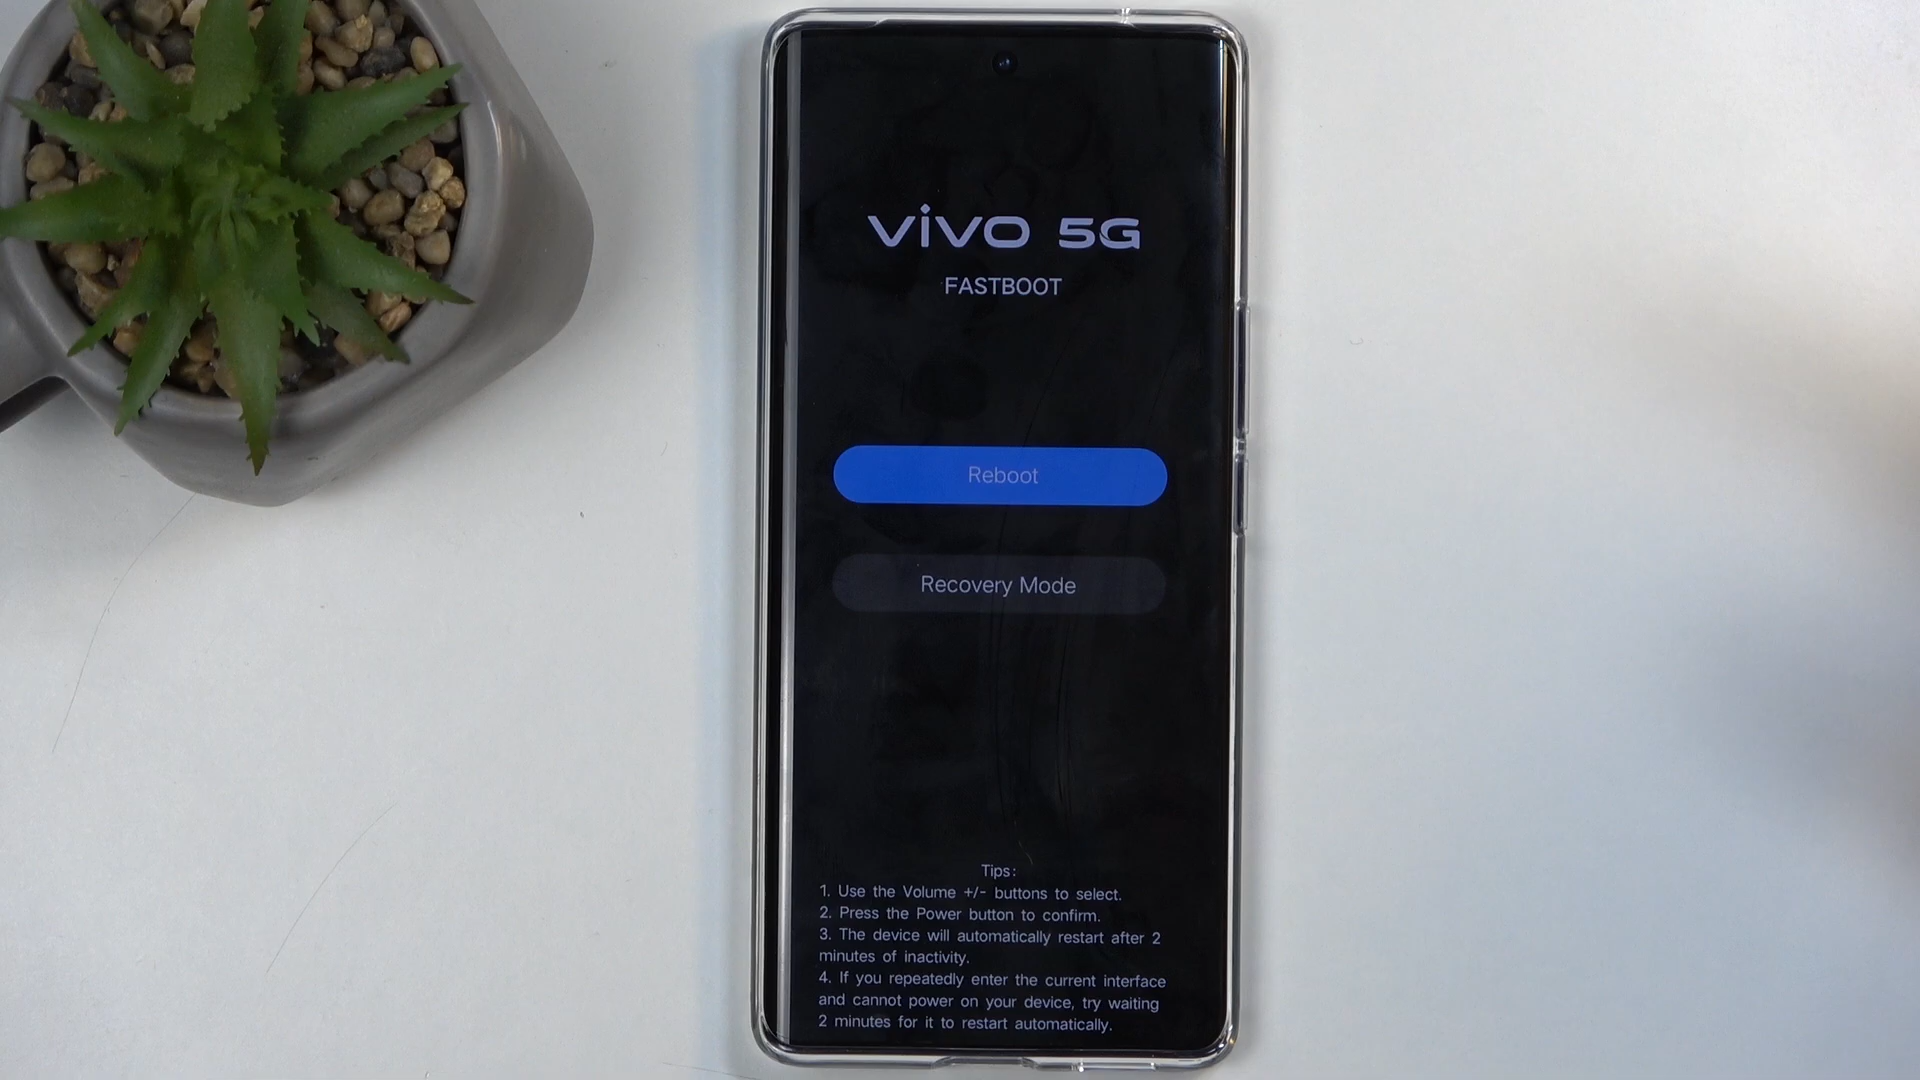 vivo 5G
FASTBOOT
Reboot
Recovery Mode
Tips:
1. Use the Volume +/- buttons to select.
2. Press the Power button to confirm.
3. The device will automatically restart after 2
minutes of inactivity.
4. If you repeatedly enter the current interface
and cannot power on your device, try waiting
2 minutes for it to restart automatically.